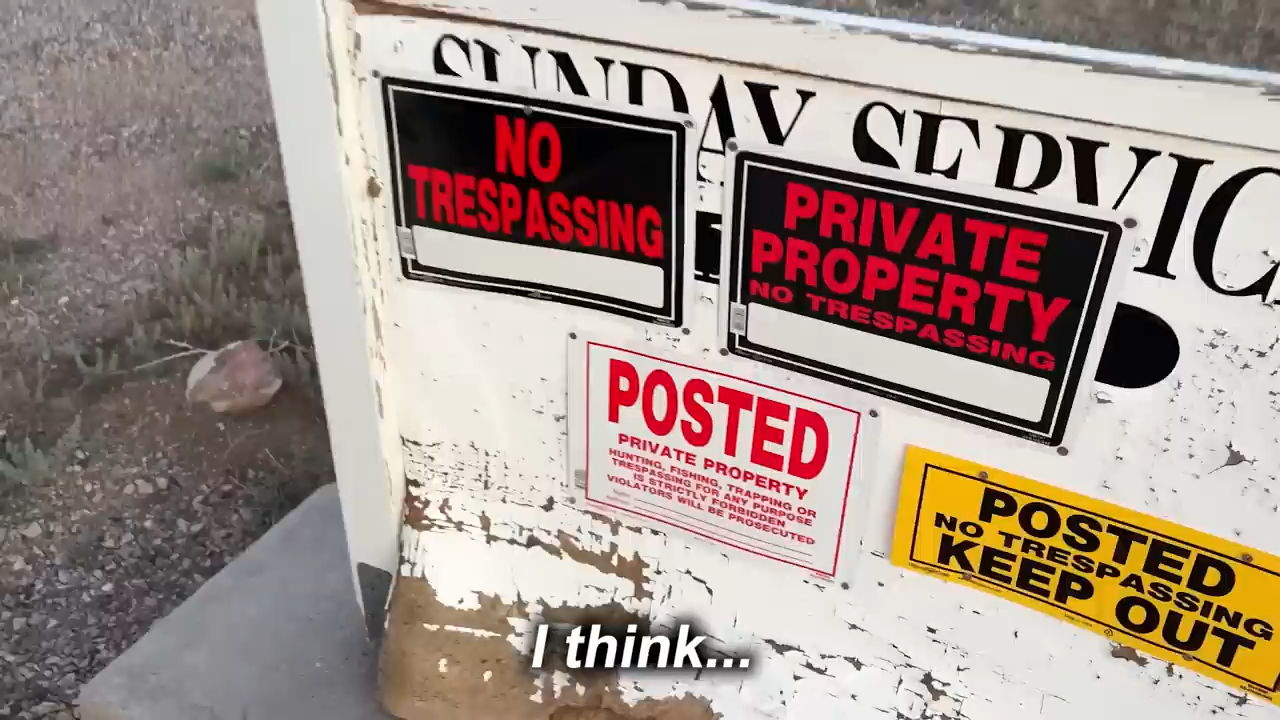 SUNDAY SERVIC
NO
TRESPASSING
PRIVATE
PROPERTY
NO TRESPASSING
POSTED
PRIVATE PROPERTY
HUNTING, FISHING, TRAPPING OR
TRESPASSING FOR ANY PURPOSE
IS STRICTLY FORBIDDEN
VIOLATORS WILL BE PROSECUTED
POSTED
NO TRESPASSING
KEEP OUT
I think...